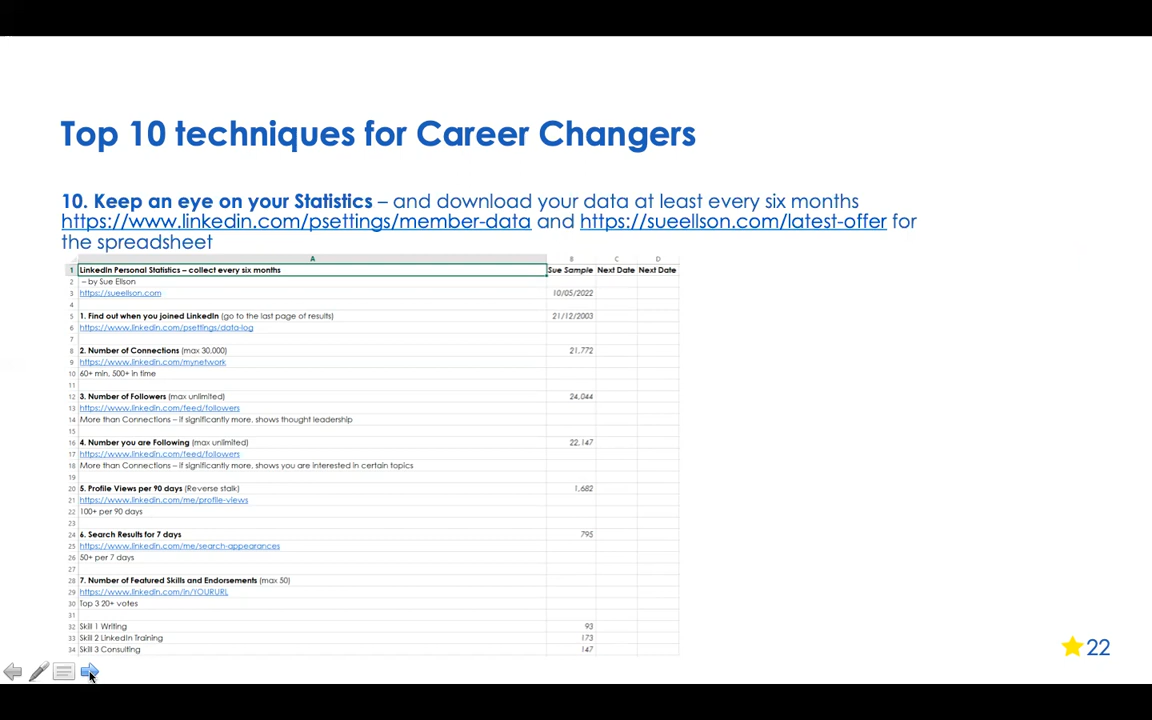 Top 10 techniques for Career Changers
10. Keep an eye on your Statistics – and download your data at least every six months
https://www.linkedin.com/psettings/member-data and https://sueellson.com/latest-offer for
the spreadsheet
A B C D
1 LinkedIn Personal Statistics – collect every six months Sue Sample Next Date Next Date
2 – by Sue Ellson
3 https://sueellson.com 10/05/2022
4
5 1. Find out when you joined LinkedIn (go to the last page of results) 21/12/2003
6 https://www.linkedin.com/psettings/data-log
7
8 2. Number of Connections (max 30,000) 21,772
9 https://www.linkedin.com/mynetwork
10 60+ min, 500+ in time
11
12 3. Number of Followers (max unlimited) 24,044
13 https://www.linkedin.com/feed/followers
14 More than Connections – if significantly more, shows thought leadership
15
16 4. Number you are Following (max unlimited) 22,147
17 https://www.linkedin.com/feed/followers
18 More than Connections – if significantly more, shows you are interested in certain topics
19
20 5. Profile Views per 90 days (Reverse stalk) 1,682
21 https://www.linkedin.com/me/profile-views
22 100+ per 90 days
23
24 6. Search Results for 7 days 795
25 https://www.linkedin.com/me/search-appearances
26 50+ per 7 days
27
28 7. Number of Featured Skills and Endorsements (max 50)
29 https://www.linkedin.com/in/YOURURL
30 Top 3 20+ votes
31
32 Skill 1 Writing 93
33 Skill 2 LinkedIn Training 173
34 Skill 3 Consulting 147
22